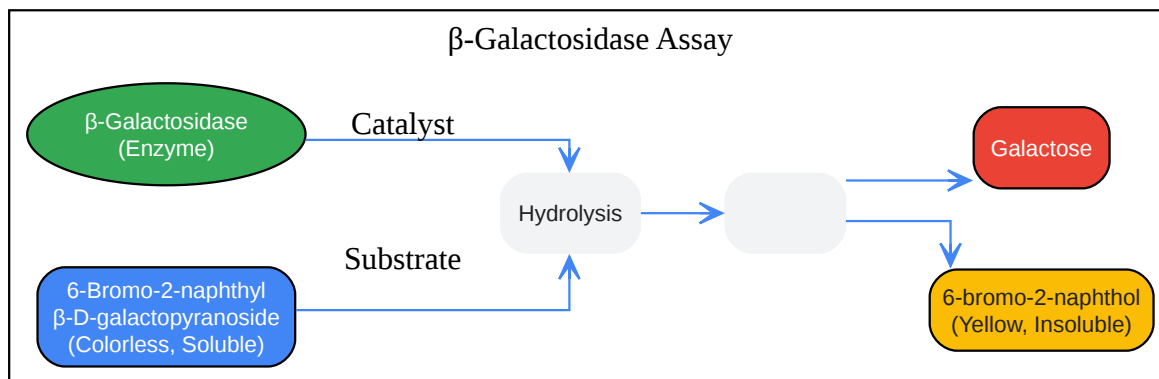 β-Galactosidase Assay
β-Galactosidase
(Enzyme)
Catalyst
Galactose
Hydrolysis
Substrate
6-Bromo-2-naphthyl
β-D-galactopyranoside
(Colorless, Soluble)
6-bromo-2-naphthol
(Yellow, Insoluble)